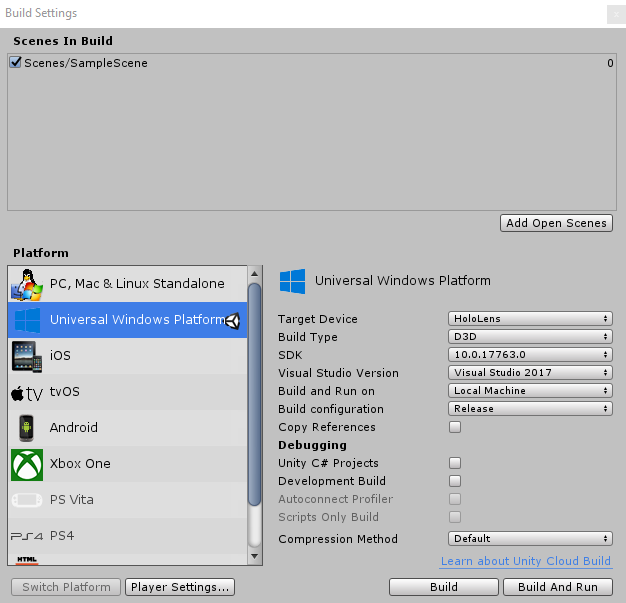 Build Settings
Scenes In Build
Scenes/SampleScene 0
Add Open Scenes
Platform
PC, Mac & Linux Standalone
Universal Windows Platform
iOS
tv
tvOS
Android
Xbox One
PS Vita
PS4
PS4
HTML
Universal Windows Platform
Target Device HoloLens
Build Type D3D
SDK 10.0.17763.0
Visual Studio Version Visual Studio 2017
Build and Run on Local Machine
Build configuration Release
Copy References
Debugging
Unity C# Projects
Development Build
Autoconnect Profiler
Scripts Only Build
Compression Method Default
Learn about Unity Cloud Build
Switch Platform
Player Settings...
Build
Build And Run